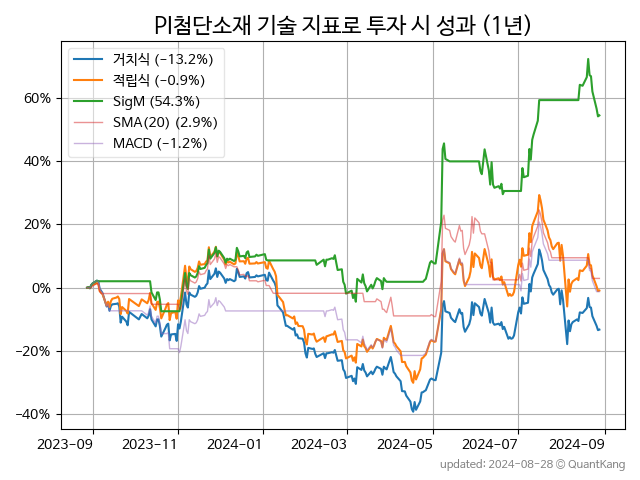 PI첨단소재 기술 지표로 투자 시 성과 (1년)
거치식 (−13.2%)
적립식 (−0.9%)
SigM (54.3%)
SMA(20) (2.9%)
MACD (−1.2%)
60%
40%
20%
0%
−20%
−40%
2023-09 2023-11 2024-01 2024-03 2024-05 2024-07 2024-09
updated: 2024-08-28 © QuantKang